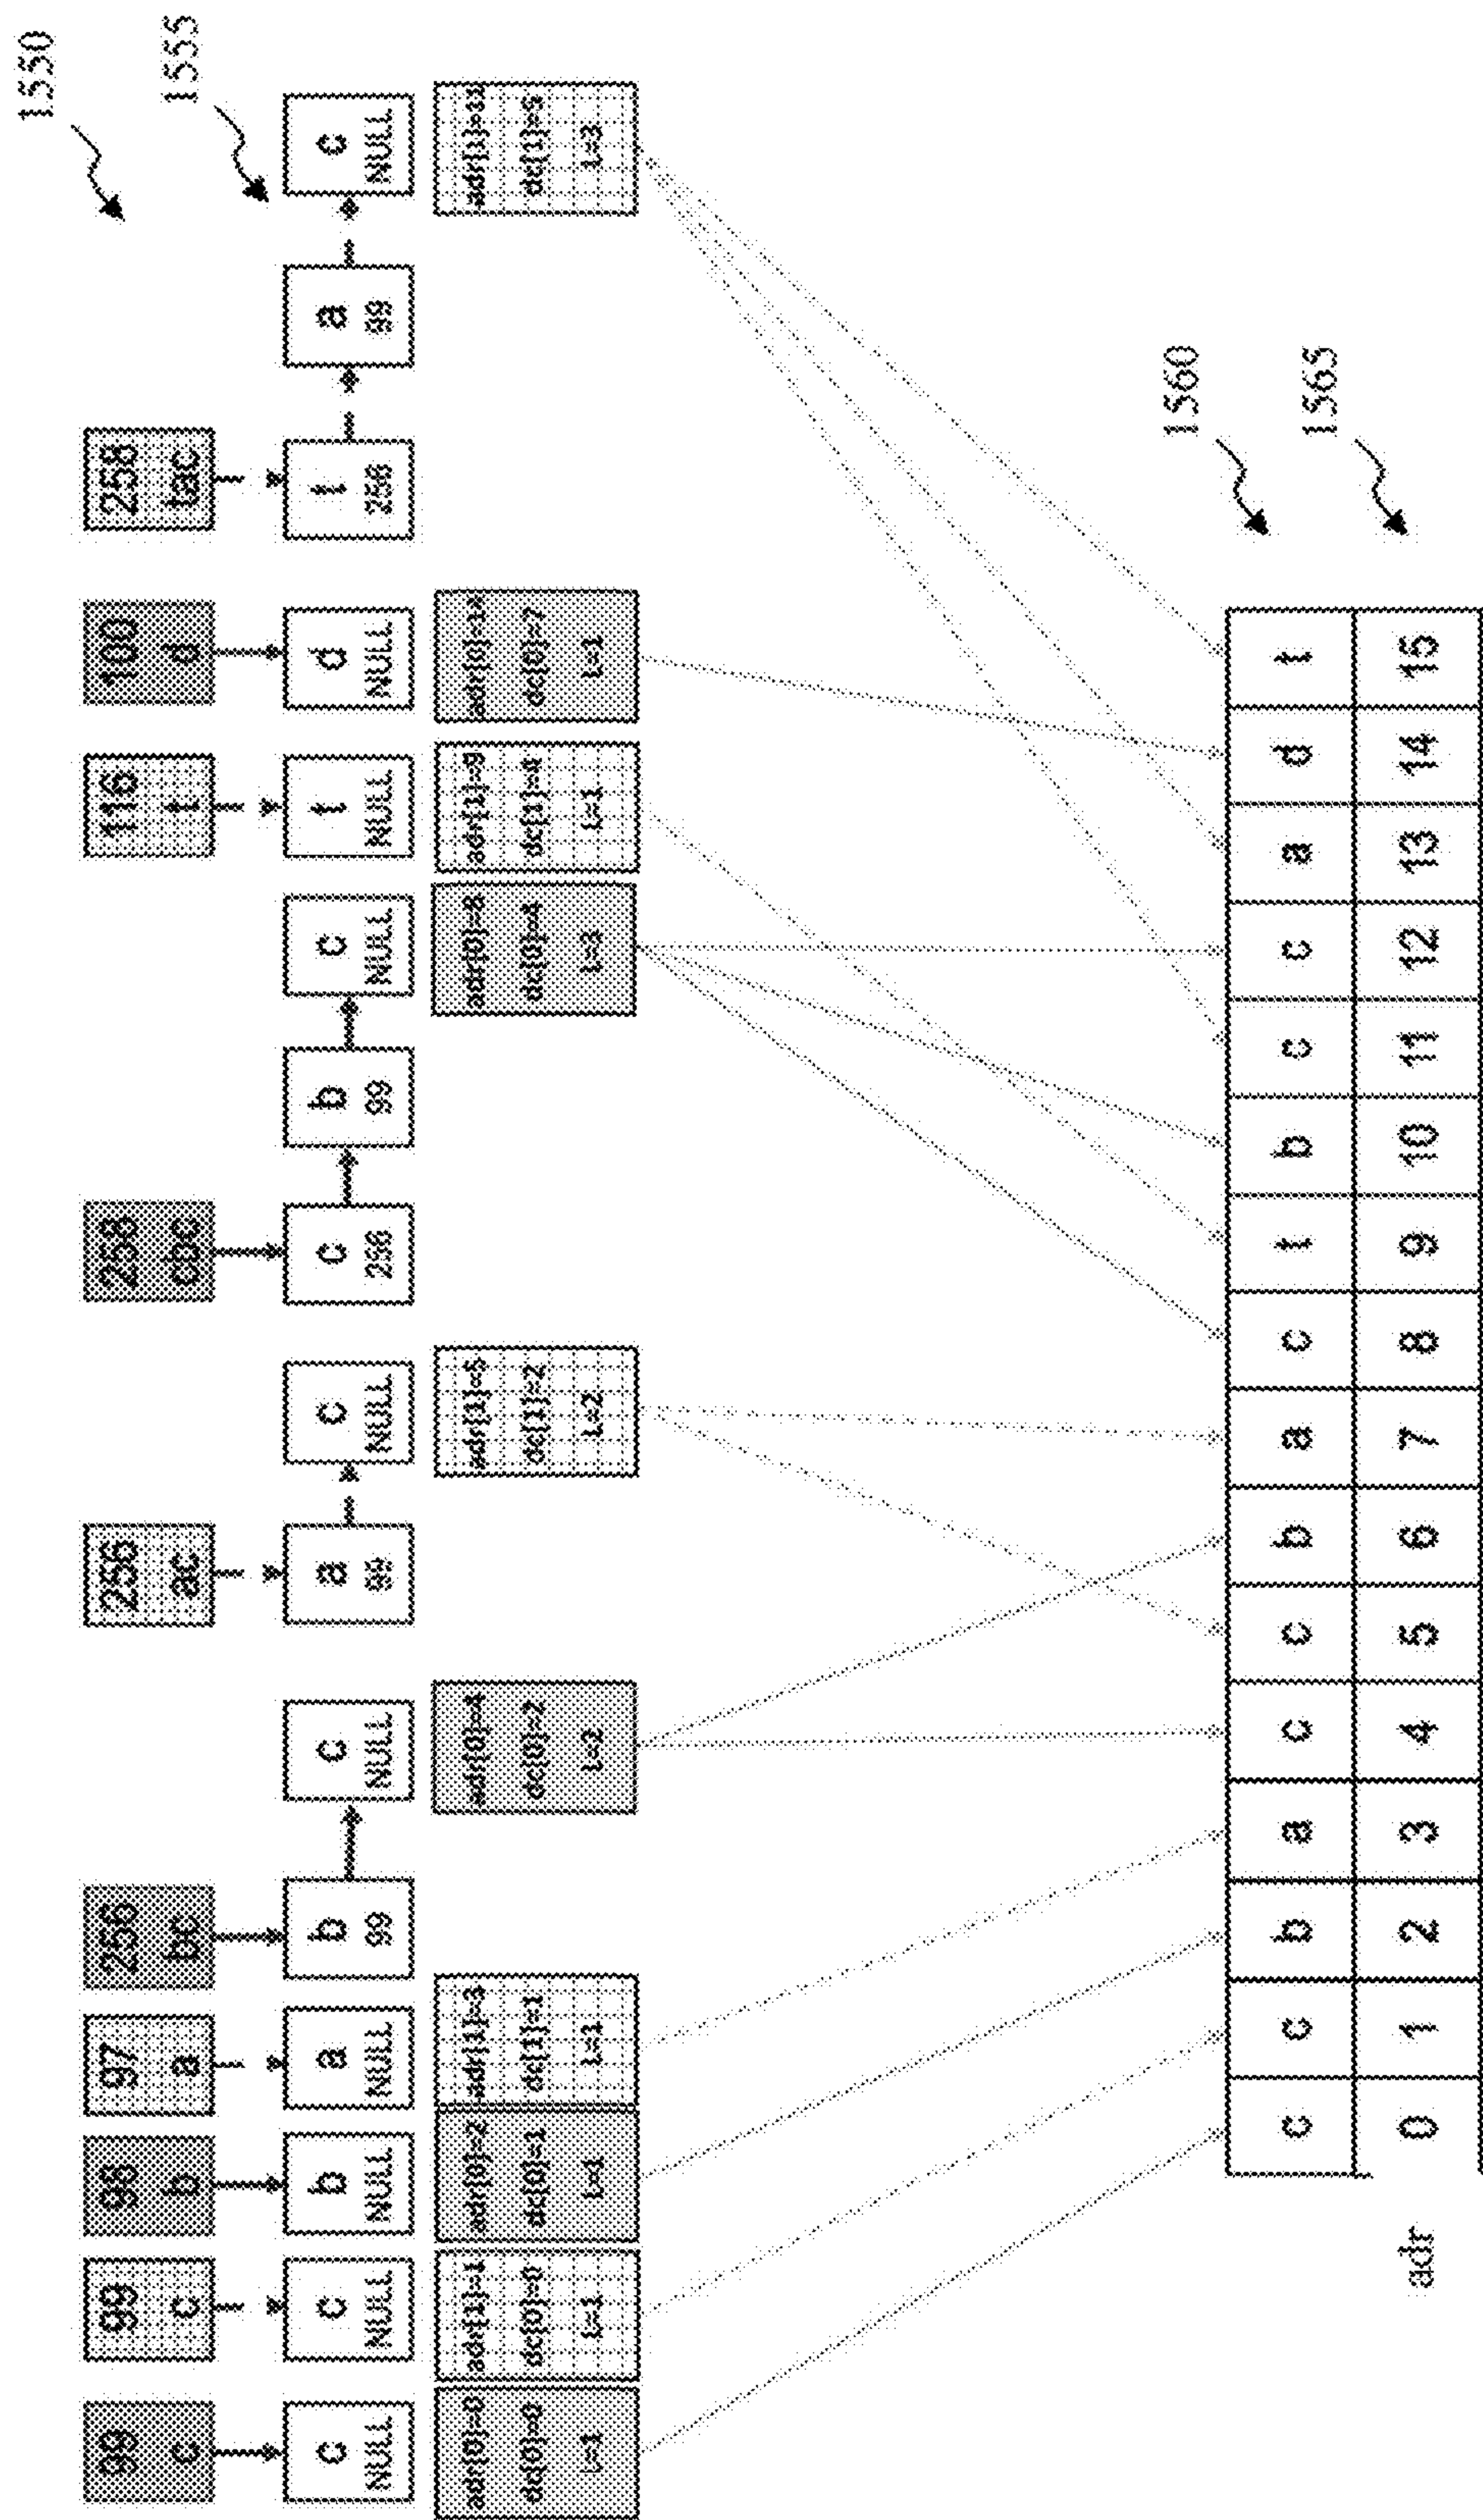 1550
99 99 98 97 256 256 258 116 100 258
c c b a bc ac cbc t d tac
1555
c c b a b c a c c b c t d t a c
NULL NULL NULL NULL 99 NULL 99 NULL 256 99 NULL NULL NULL 256 99 NULL
adr[0]=0 adr[1]=1 adr[0]=2 adr[1]=3 adr[0]=4 adr[1]=5 adr[0]=8 adr[1]=9 adr[0]=14 adr[1]=11
dc[0]=0 dc[0]=0 dc[0]=1 dc[1]=1 dc[0]=2 dc[1]=2 dc[0]=4 dc[1]=4 dc[0]=7 dc[1]=5
L=1 L=1 L=1 L=1 L=2 L=2 L=3 L=1 L=1 L=3
1560
c c b a c c b a c t b c c a d t
1565
adr 0 1 2 3 4 5 6 7 8 9 10 11 12 13 14 15